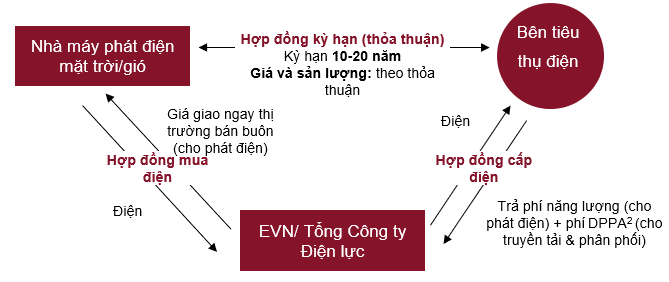 Nhà máy phát điện
mặt trời/gió
Hợp đồng kỳ hạn (thỏa thuận)
Kỳ hạn 10-20 năm
Giá và sản lượng: theo thỏa
thuận
Bên tiêu
thụ điện
Giá giao ngay thị
trường bán buôn
(cho phát điện)
Hợp đồng mua
điện
Điện
Điện
Hợp đồng cấp
điện
Trả phí năng lượng (cho
phát điện) + phí DPPA² (cho
truyền tải & phân phối)
EVN/ Tổng Công ty
Điện lực